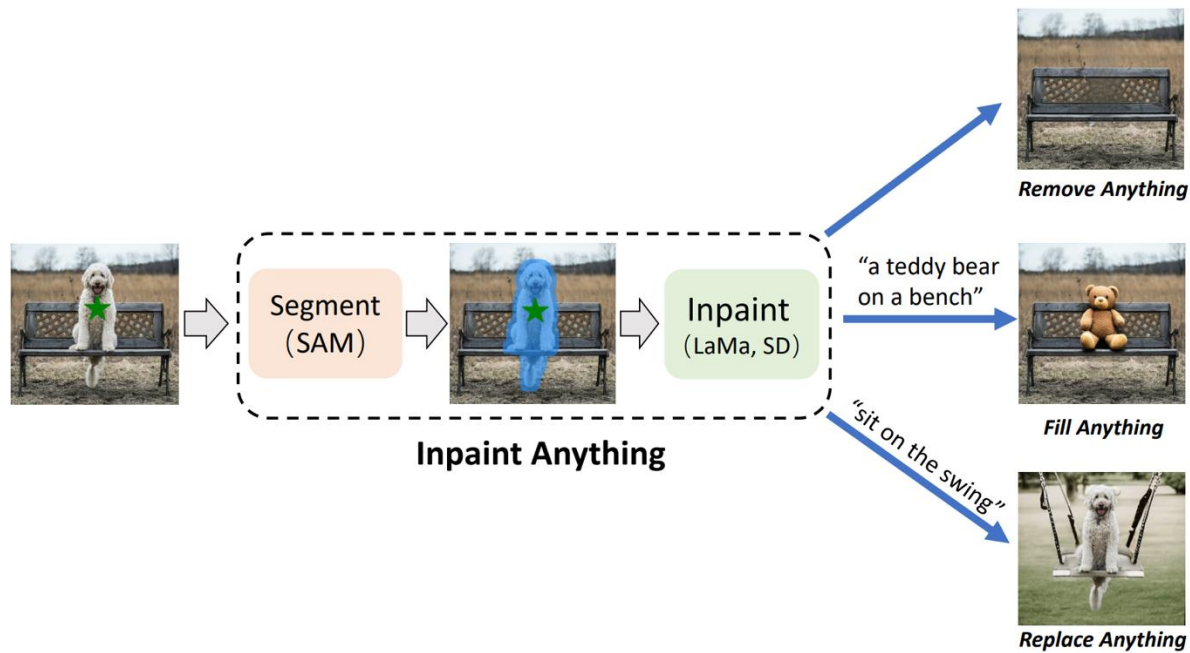 Remove Anything
“a teddy bear
on a bench”
Segment
(SAM)
Inpaint
(LaMa, SD)
Inpaint Anything
Fill Anything
“sit on the swing”
Replace Anything